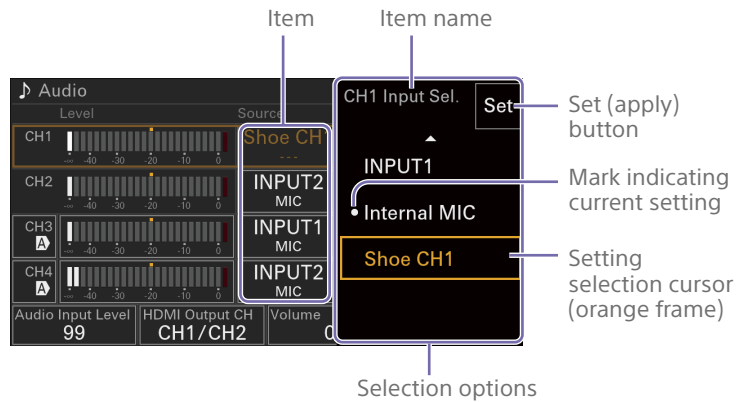 Item
Item name
Audio
Level
Source
CH1
-∞ -40 -30 -20 -10 0
Shoe CH
---
CH2
-∞ -40 -30 -20 -10 0
INPUT2
MIC
CH3
A
-∞ -40 -30 -20 -10 0
INPUT1
MIC
CH4
A
-∞ -40 -30 -20 -10 0
INPUT2
MIC
Audio Input Level
99
HDMI Output CH
CH1/CH2
Volume
0
CH1 Input Sel.
Set
INPUT1
Internal MIC
Shoe CH1
Set (apply)
button
Mark indicating
current setting
Setting
selection cursor
(orange frame)
Selection options